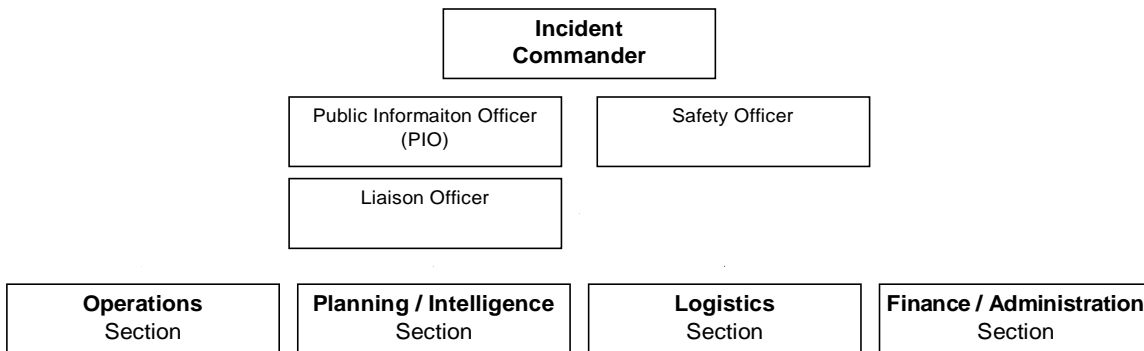 Incident
Commander
Public Informaiton Officer
(PIO)
Safety Officer
Liaison Officer
Operations
Section
Planning / Intelligence
Section
Logistics
Section
Finance / Administration
Section